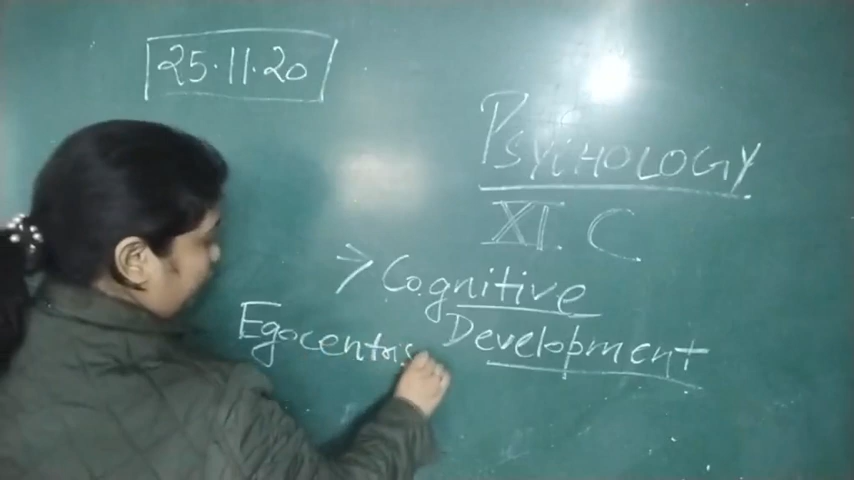 25.11.20
PSYCHOLOGY
XI. C
> Cognitive
Development
Egocentris